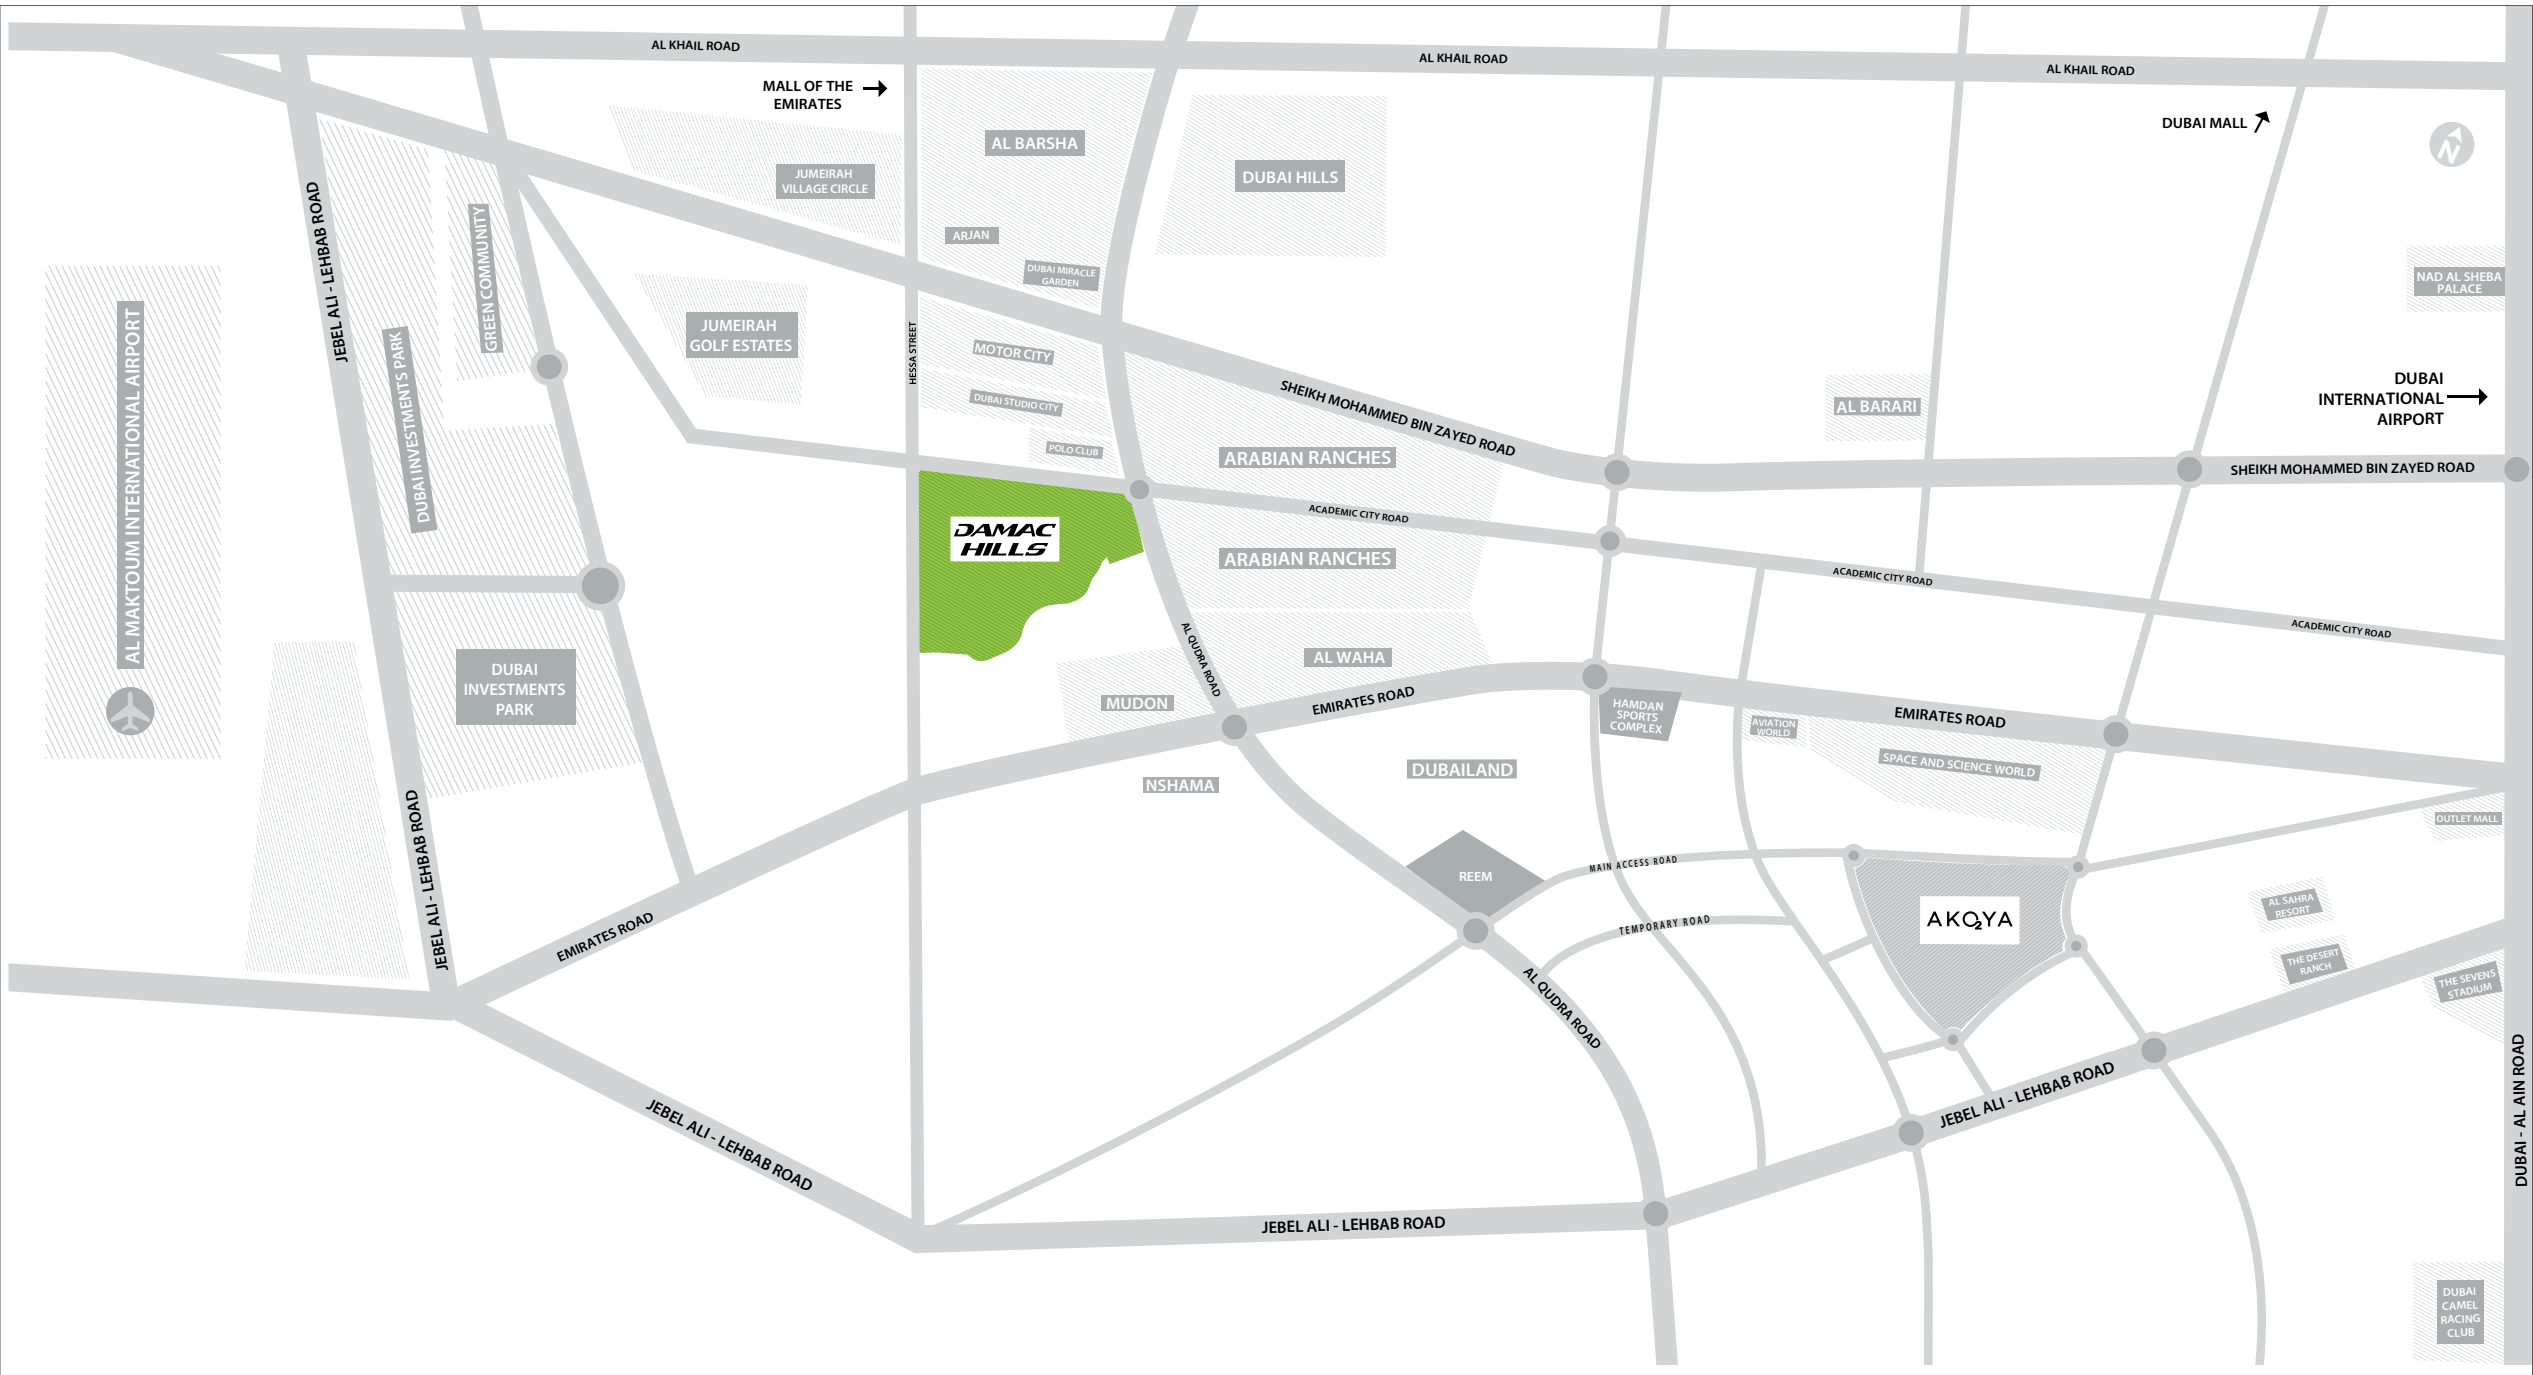 AL KHAIL ROAD
AL KHAIL ROAD
AL KHAIL ROAD
MALL OF THE
EMIRATES
DUBAI MALL
N
AL BARSHA
DUBAI HILLS
JUMEIRAH
VILLAGE CIRCLE
ARJAN
DUBAI MIRACLE
GARDEN
JEBEL ALI - LEHBAB ROAD
GREEN COMMUNITY
NAD AL SHEBA
PALACE
AL MAKTOUM INTERNATIONAL AIRPORT
DUBAI INVESTMENTS PARK
JUMEIRAH
GOLF ESTATES
HESSA STREET
MOTOR CITY
DUBAI STUDIO CITY
POLO CLUB
SHEIKH MOHAMMED BIN ZAYED ROAD
AL BARARI
DUBAI
INTERNATIONAL
AIRPORT
ARABIAN RANCHES
SHEIKH MOHAMMED BIN ZAYED ROAD
DAMAC
HILLS
ACADEMIC CITY ROAD
ARABIAN RANCHES
ACADEMIC CITY ROAD
ACADEMIC CITY ROAD
AL QUDRA ROAD
AL WAHA
DUBAI
INVESTMENTS
PARK
MUDON
EMIRATES ROAD
HAMDAN
SPORTS
COMPLEX
AVIATION
WORLD
EMIRATES ROAD
SPACE AND SCIENCE WORLD
NSHAMA
DUBAILAND
OUTLET MALL
JEBEL ALI - LEHBAB ROAD
REEM
MAIN ACCESS ROAD
TEMPORARY ROAD
AKO2YA
AL SAHRA
RESORT
THE DESERT
RANCH
THE SEVENS
STADIUM
EMIRATES ROAD
AL QUDRA ROAD
JEBEL ALI - LEHBAB ROAD
JEBEL ALI - LEHBAB ROAD
DUBAI - AL AIN ROAD
JEBEL ALI - LEHBAB ROAD
DUBAI
CAMEL
RACING
CLUB